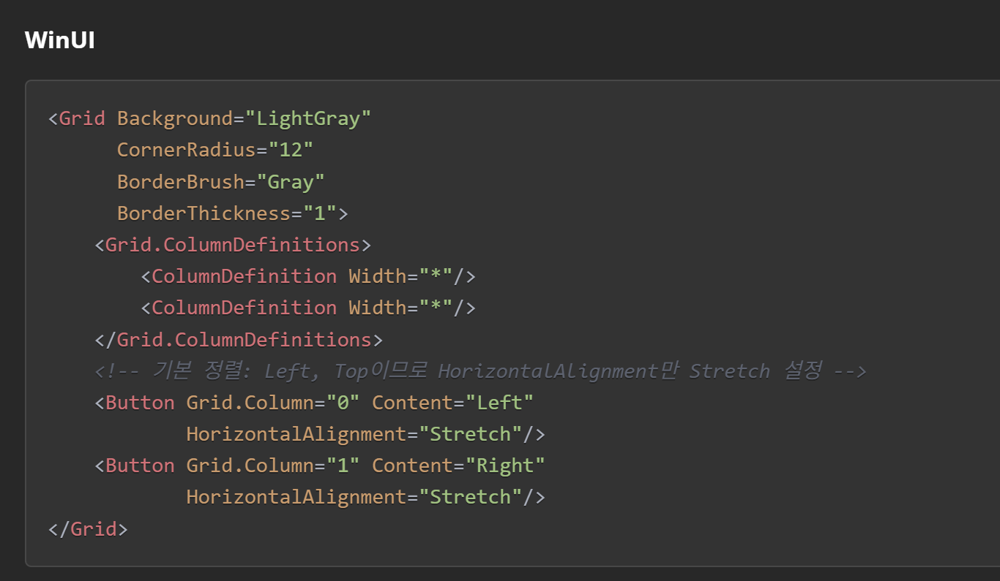 WinUI
<Grid Background="LightGray"
      CornerRadius="12"
      BorderBrush="Gray"
      BorderThickness="1">
    <Grid.ColumnDefinitions>
        <ColumnDefinition Width="*"/>
        <ColumnDefinition Width="*"/>
    </Grid.ColumnDefinitions>
    <!-- 기본 정렬: Left, Top이므로 HorizontalAlignment만 Stretch 설정 -->
    <Button Grid.Column="0" Content="Left"
            HorizontalAlignment="Stretch"/>
    <Button Grid.Column="1" Content="Right"
            HorizontalAlignment="Stretch"/>
</Grid>